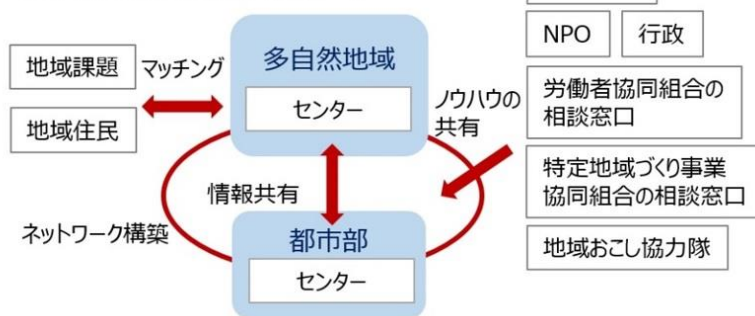 NPO
行政
地域課題
マッチング
地域住民
多自然地域
センター
ノウハウの
共有
労働者協同組合の
相談窓口
特定地域づくり事業
協同組合の相談窓口
地域おこし協力隊
情報共有
ネットワーク構築
都市部
センター